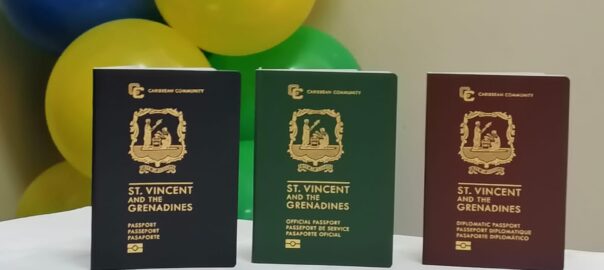 CARIBBEAN COMMUNITY
ST. VINCENT
AND THE
GRENADINES
PASSPORT
PASSEPORT
PASAPORTE
CARIBBEAN COMMUNITY
ST. VINCENT
AND THE
GRENADINES
OFFICIAL PASSPORT
PASSEPORT DE SERVICE
PASAPORTE OFICIAL
CARIBBEAN COMMUNITY
ST. VINCENT
AND THE
GRENADINES
DIPLOMATIC PASSPORT
PASSEPORT DIPLOMATIQUE
PASAPORTE DIPLOMÁTICO